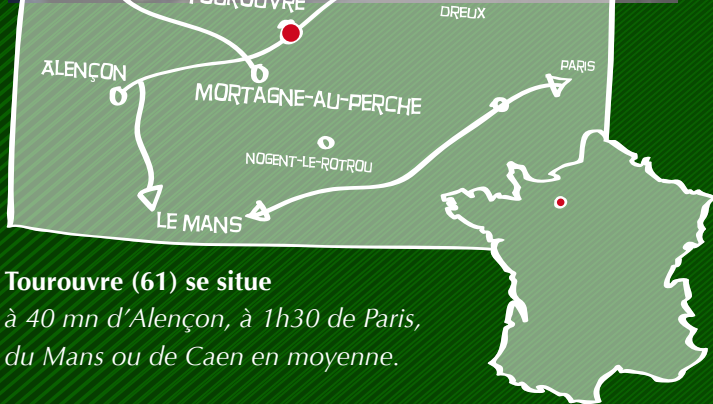 TOUROUVRE
DREUX
ALENÇON
PARIS
MORTAGNE-AU-PERCHE
NOGENT-LE-ROTROU
LE MANS
Tourouvre (61) se situe
à 40 mn d’Alençon, à 1h30 de Paris,
du Mans ou de Caen en moyenne.